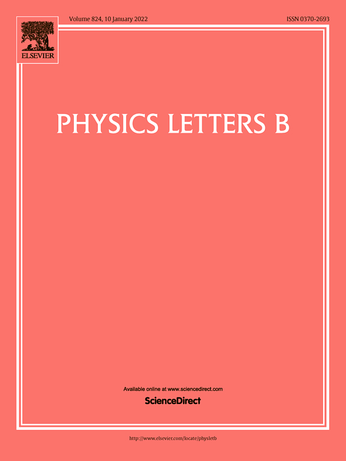 Volume 824, 10 January 2022
ISSN 0370-2693
ELSEVIER
PHYSICS LETTERS B
Available online at www.sciencedirect.com
ScienceDirect
http://www.elsevier.com/locate/physletb